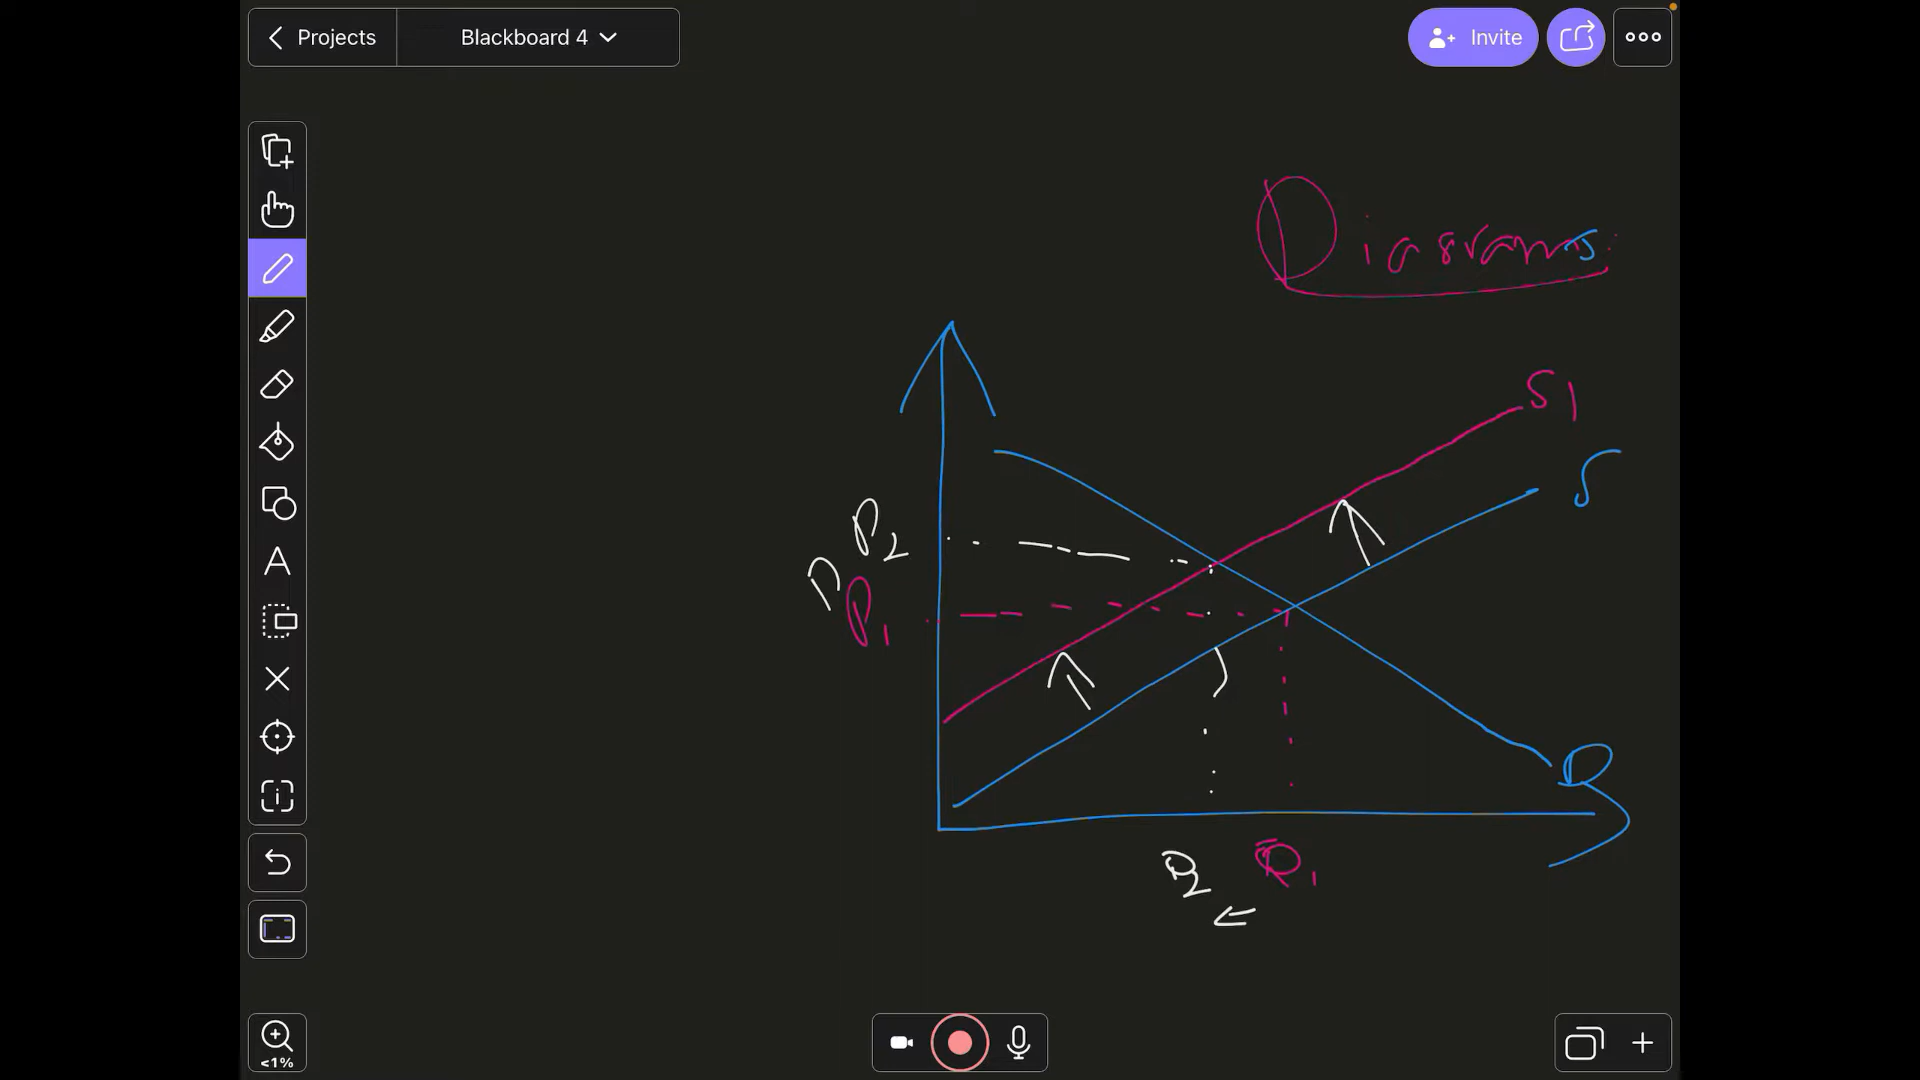 Projects
Blackboard 4
Invite
Diagrams
S1
S
P2
P1
D
Q2
Q1
A
<1%